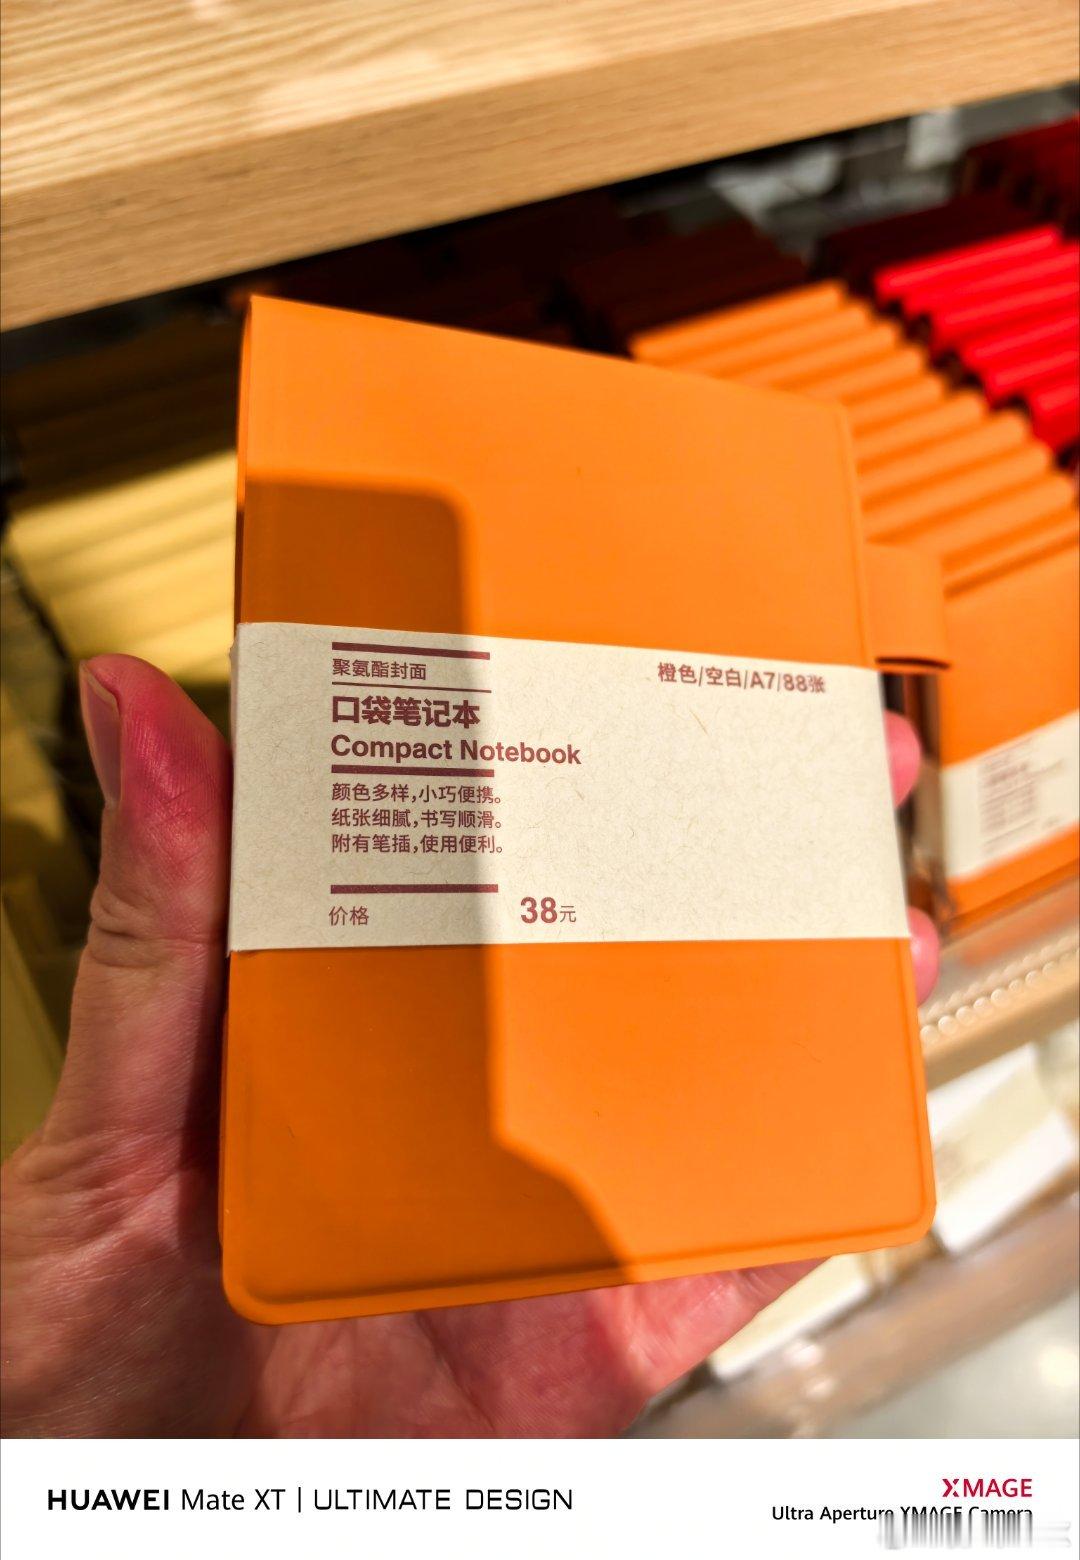 聚氨酯封面
橙色/空白/A7/88张
口袋笔记本
Compact Notebook
颜色多样,小巧便携。
纸张细腻,书写顺滑。
附有笔插,使用便利。
价格 38元
HUAWEI Mate XT | ULTIMATE DESIGN
XMAGE
Ultra Aperture XMAGE Camera